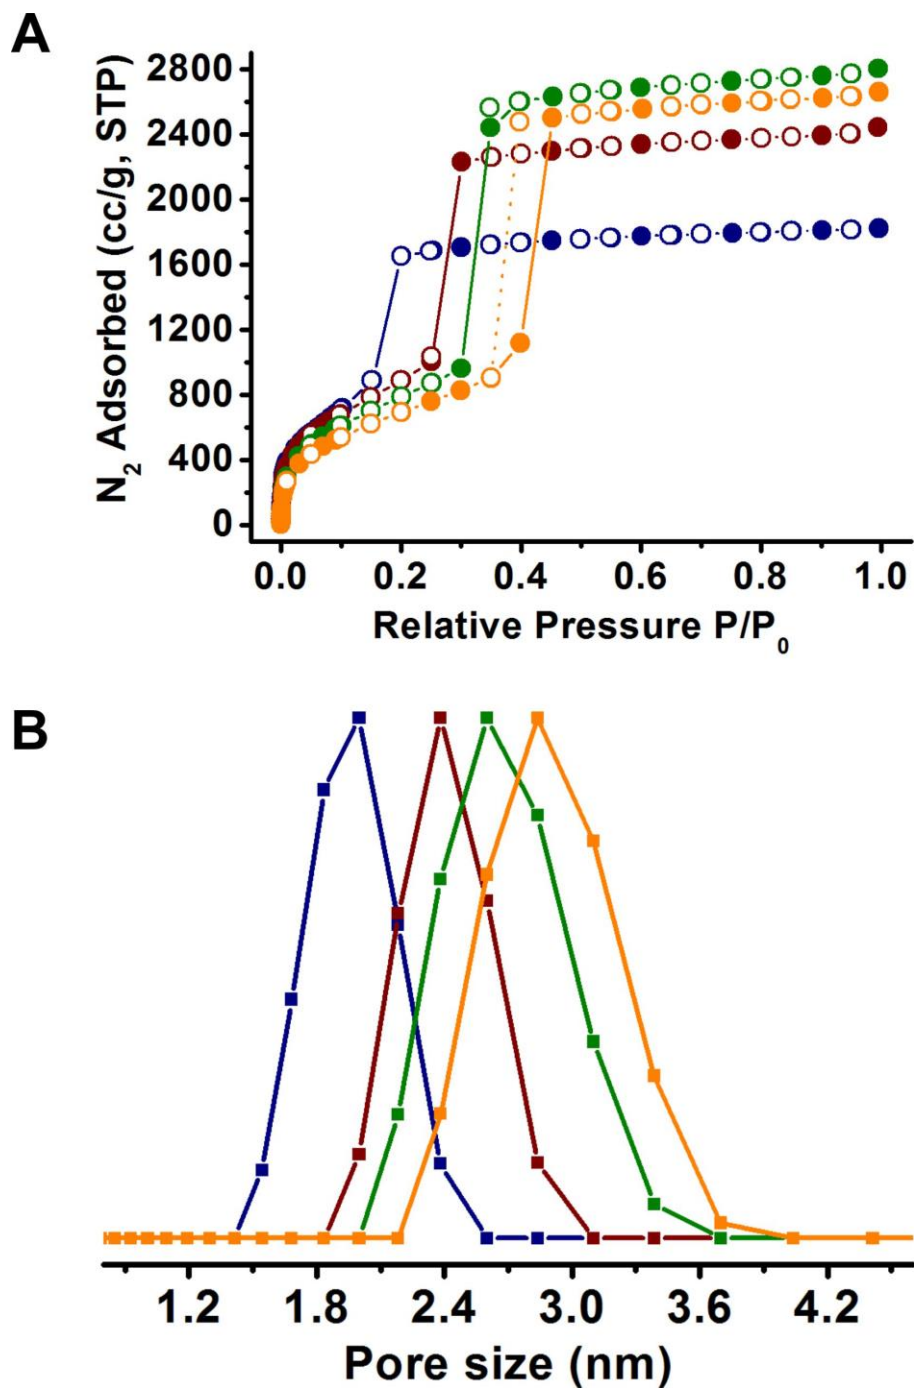 A
N₂ Adsorbed (cc/g, STP)
2800
2400
2000
1600
1200
800
400
0
0.0 0.2 0.4 0.6 0.8 1.0
Relative Pressure P/P₀
B
1.2 1.8 2.4 3.0 3.6 4.2
Pore size (nm)